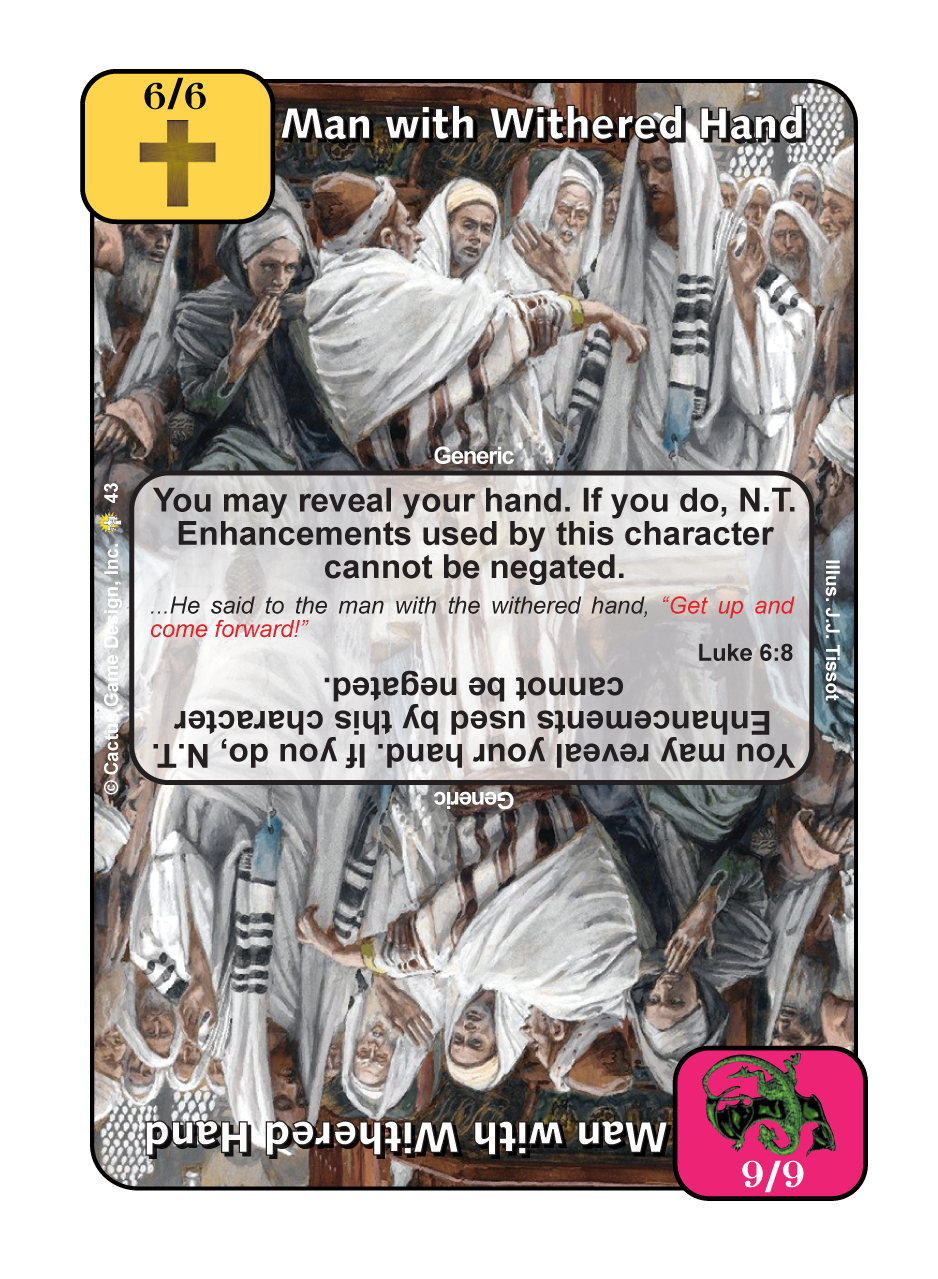 6/6
Man with Withered Hand
Generic
You may reveal your hand. If you do, N.T.
Enhancements used by this character
cannot be negated.
...He said to the man with the withered hand, “Get up and
come forward!”
Luke 6:8
© Cactus Game Design, Inc. 43
Illus. J.J. Tissot
You may reveal your hand. If you do, N.T.
Enhancements used by this character
cannot be negated.
Generic
Man with Withered Hand
9/9